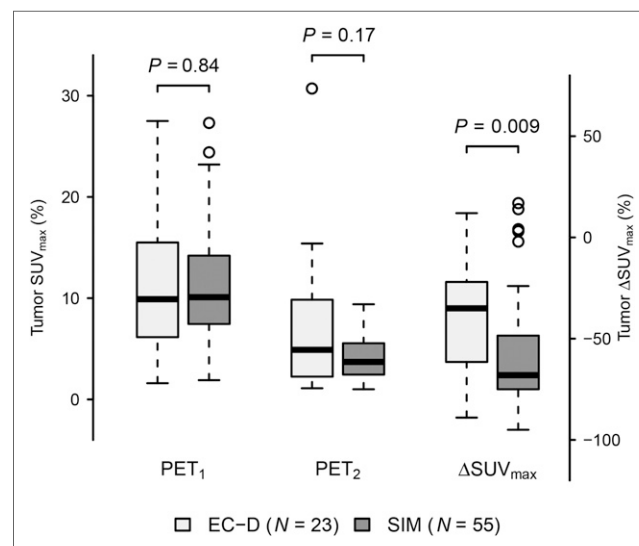 P = 0.84
P = 0.17
P = 0.009
Tumor SUVmax (%)
30
20
10
0
Tumor ΔSUVmax (%)
50
0
−50
−100
PET1
PET2
ΔSUVmax
EC−D (N = 23)
SIM (N = 55)